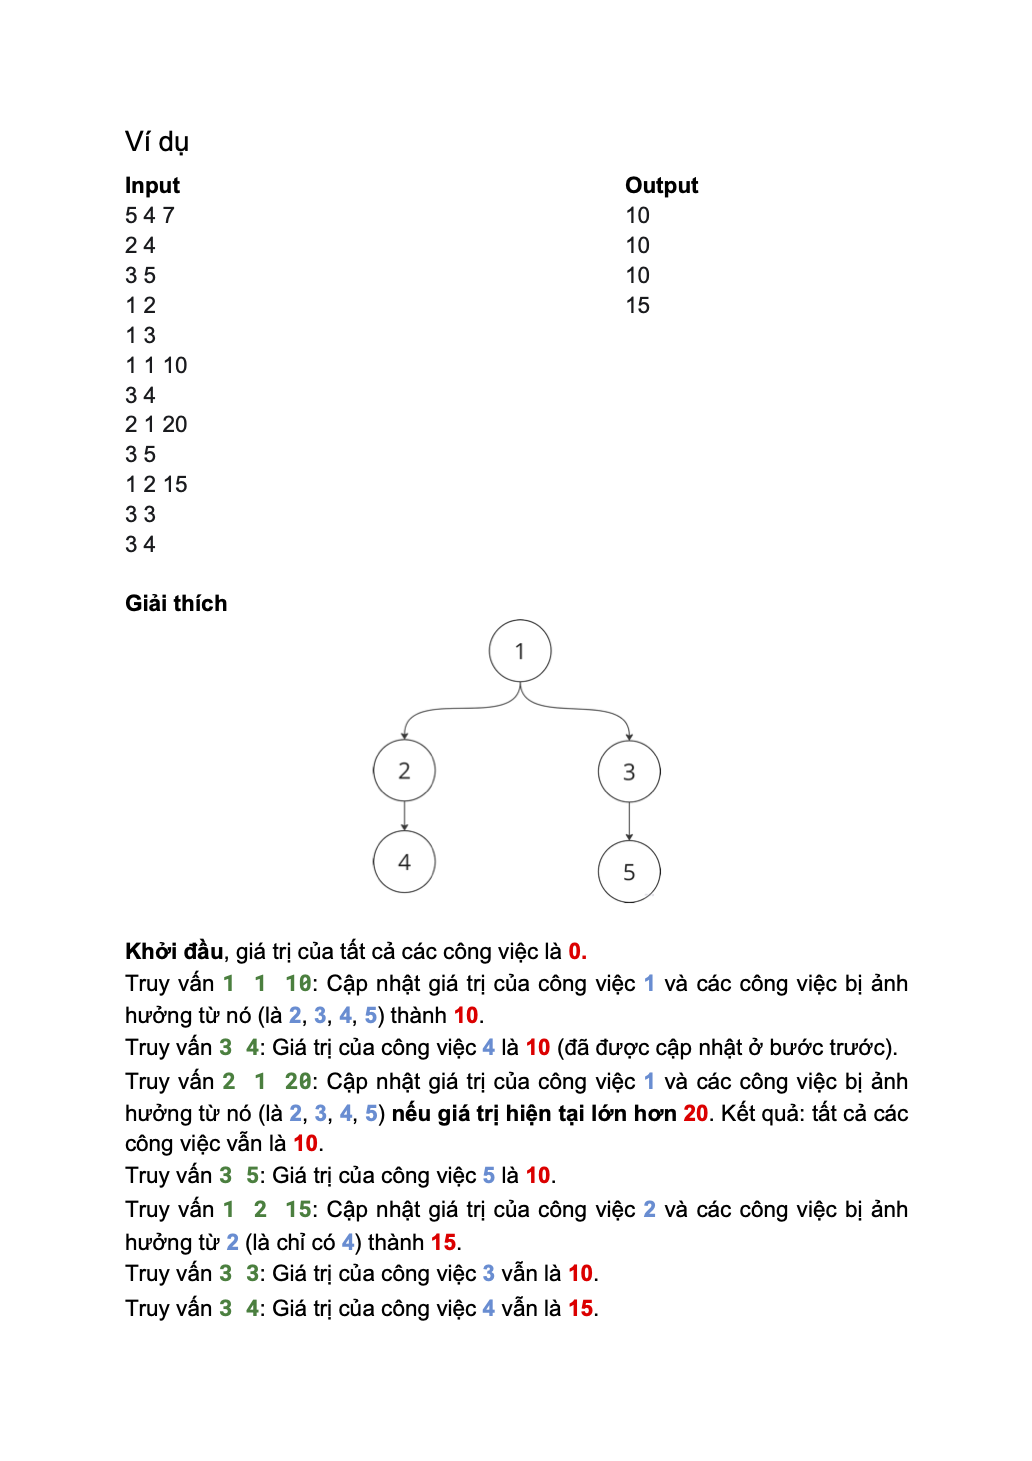 Ví dụ
Input
5 4 7
2 4
3 5
1 2
1 3
1 1 10
3 4
2 1 20
3 5
1 2 15
3 3
3 4
Output
10
10
10
15
Giải thích
1
2
3
4
5
Khởi đầu, giá trị của tất cả các công việc là 0.
Truy vấn 1 1 10: Cập nhật giá trị của công việc 1 và các công việc bị ảnh
hưởng từ nó (là 2, 3, 4, 5) thành 10.
Truy vấn 3 4: Giá trị của công việc 4 là 10 (đã được cập nhật ở bước trước).
Truy vấn 2 1 20: Cập nhật giá trị của công việc 1 và các công việc bị ảnh
hưởng từ nó (là 2, 3, 4, 5) nếu giá trị hiện tại lớn hơn 20. Kết quả: tất cả các
công việc vẫn là 10.
Truy vấn 3 5: Giá trị của công việc 5 là 10.
Truy vấn 1 2 15: Cập nhật giá trị của công việc 2 và các công việc bị ảnh
hưởng từ 2 (là chỉ có 4) thành 15.
Truy vấn 3 3: Giá trị của công việc 3 vẫn là 10.
Truy vấn 3 4: Giá trị của công việc 4 vẫn là 15.